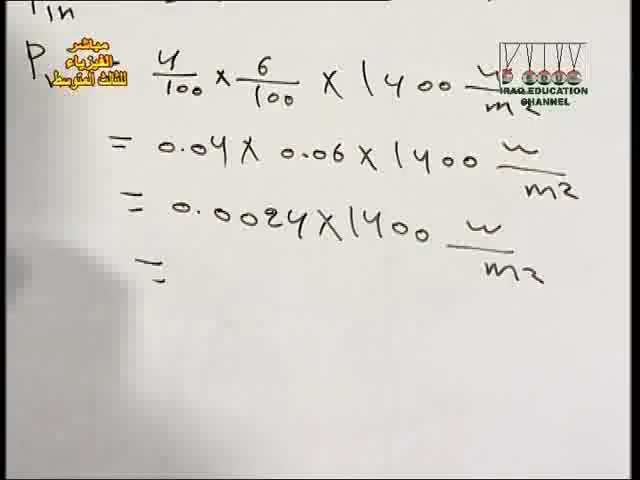 Pin
مباشر
الفيزياء
للثالث المتوسط
IRAQ EDUCATION
CHANNEL
P 4/100 × 6/100 × 1400 w/m2
= 0.04 × 0.06 × 1400 w/m2
= 0.0024 × 1400 w/m2
=